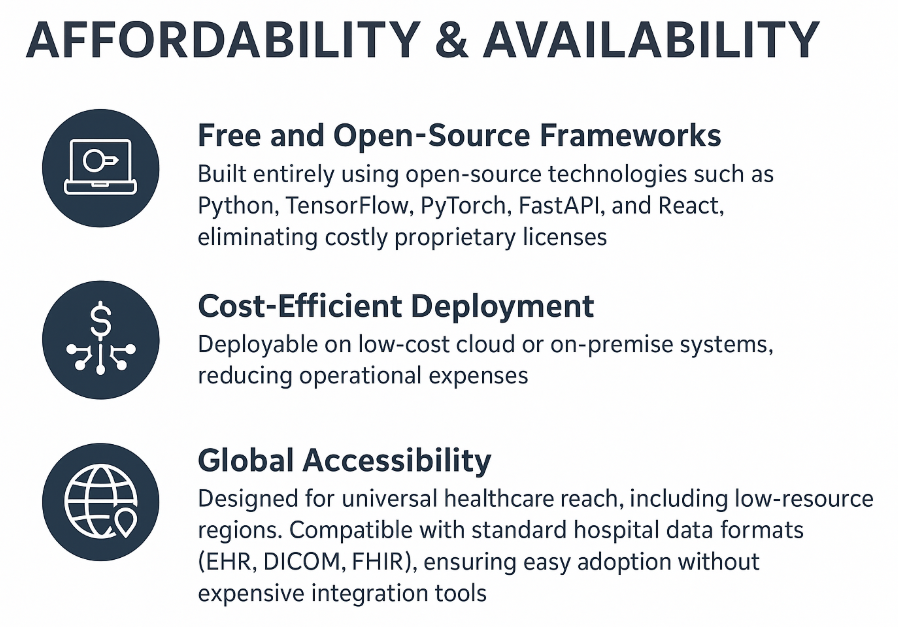 AFFORDABILITY & AVAILABILITY
Free and Open-Source Frameworks
Built entirely using open-source technologies such as
Python, TensorFlow, PyTorch, FastAPI, and React,
eliminating costly proprietary licenses
$
Cost-Efficient Deployment
Deployable on low-cost cloud or on-premise systems,
reducing operational expenses
Global Accessibility
Designed for universal healthcare reach, including low-resource
regions. Compatible with standard hospital data formats
(EHR, DICOM, FHIR), ensuring easy adoption without
expensive integration tools